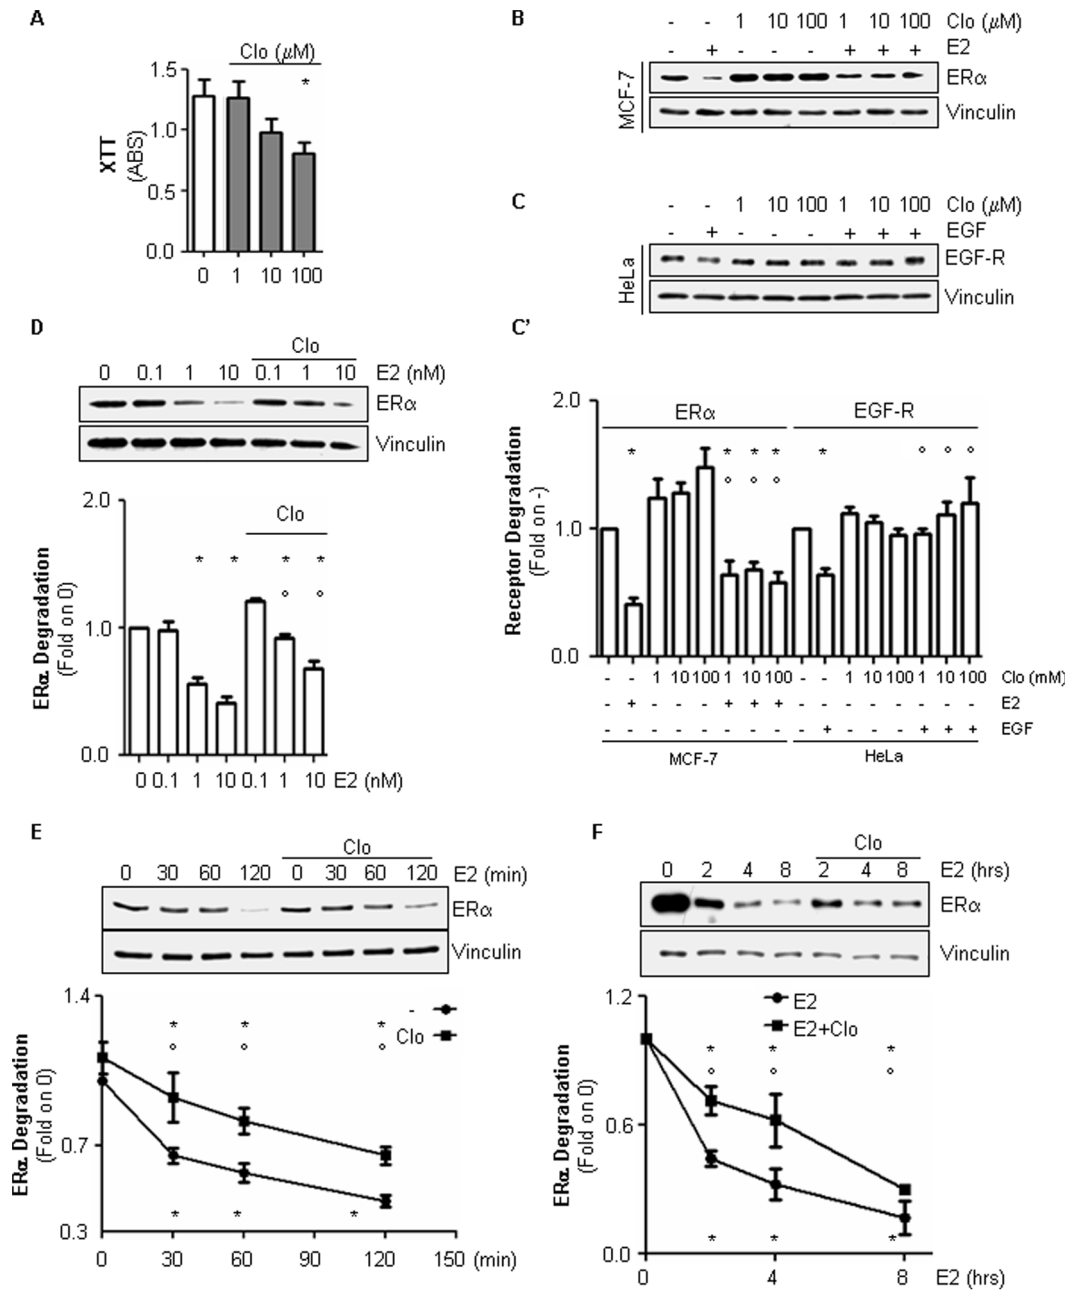 A
Clo (μM)
*
1.5
1.0
0.5
0.0
XTT
(ABS)
0 1 10 100
B
- - 1 10 100 1 10 100 Clo (μM)
- + - - - + + + E2
ERα
Vinculin
MCF-7
C
- - 1 10 100 1 10 100 Clo (μM)
- + - - - + + + EGF
EGF-R
Vinculin
HeLa
D
Clo
0 0.1 1 10 0.1 1 10 E2 (nM)
ERα
Vinculin
2.0
1.0
0.0
ERα Degradation
(Fold on 0)
Clo
* * * *
° °
0 0.1 1 10 0.1 1 10 E2 (nM)
C'
2.0
1.0
0.0
Receptor Degradation
(Fold on -)
ERα EGF-R
* * * * * ° ° °
° ° °
- - 1 10 100 1 10 100 - - 1 10 100 1 10 100 Clo (mM)
- + - - - + + + - - - - - - - - E2
- - - - - - - - - + - - - + + + EGF
MCF-7 HeLa
E
Clo
0 30 60 120 0 30 60 120 E2 (min)
ERα
Vinculin
1.4
0.7
0.3
ERα Degradation
(Fold on 0)
-
Clo
* * *
° ° °
* * *
0 30 60 90 120 150 (min)
F
Clo
0 2 4 8 2 4 8 E2 (hrs)
ERα
Vinculin
1.2
0.6
0.0
ERα Degradation
(Fold on 0)
E2
E2+Clo
* * *
° ° °
* * *
0 4 8 E2 (hrs)